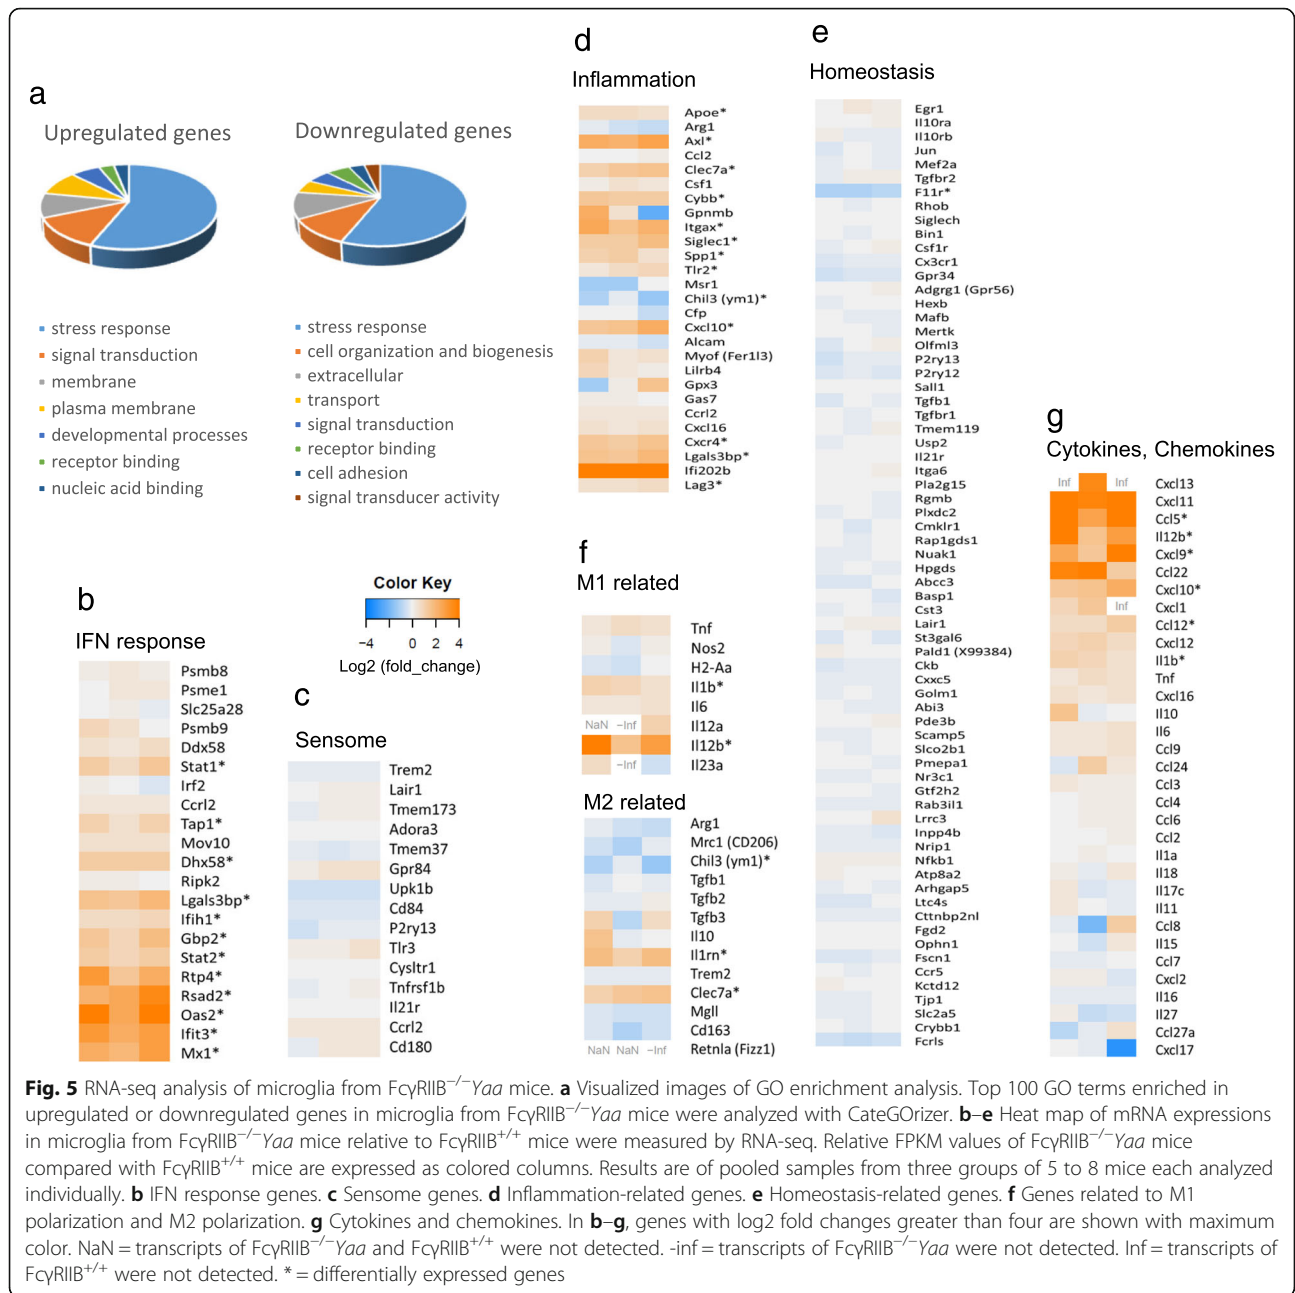 a
Upregulated genes
stress response
signal transduction
membrane
plasma membrane
developmental processes
receptor binding
nucleic acid binding
Downregulated genes
stress response
cell organization and biogenesis
extracellular
transport
signal transduction
receptor binding
cell adhesion
signal transducer activity
b
IFN response
Psmb8
Psme1
Slc25a28
Psmb9
Ddx58
Stat1*
Irf2
Ccrl2
Tap1*
Mov10
Dhx58*
Ripk2
Lgals3bp*
Ifih1*
Gbp2*
Stat2*
Rtp4*
Rsad2*
Oas2*
Ifit3*
Mx1*
Color Key
−4 0 2 4
Log2 (fold_change)
c
Sensome
Trem2
Lair1
Tmem173
Adora3
Tmem37
Gpr84
Upk1b
Cd84
P2ry13
Tlr3
Cysltr1
Tnfrsf1b
Il21r
Ccrl2
Cd180
d
Inflammation
Apoe*
Arg1
Axl*
Ccl2
Clec7a*
Csf1
Cybb*
Gpnmb
Itgax*
Siglec1*
Spp1*
Tlr2*
Msr1
Chil3 (ym1)*
Cfp
Cxcl10*
Alcam
Myof (Fer1l3)
Lilrb4
Gpx3
Gas7
Ccrl2
Cxcl16
Cxcr4*
Lgals3bp*
Ifi202b
Lag3*
e
Homeostasis
Egr1
Il10ra
Il10rb
Jun
Mef2a
Tgfbr2
F11r*
Rhob
Siglech
Bin1
Csf1r
Cx3cr1
Gpr34
Adgrg1 (Gpr56)
Hexb
Mafb
Mertk
Olfml3
P2ry13
P2ry12
Sall1
Tgfb1
Tgfbr1
Tmem119
Usp2
Il21r
Itga6
Pla2g15
Rgmb
Plxdc2
Cmklr1
Rap1gds1
Nuak1
Hpgds
Abcc3
Basp1
Cst3
Lair1
St3gal6
Pald1 (X99384)
Ckb
Cxxc5
Golm1
Abi3
Pde3b
Scamp5
Slco2b1
Pmepa1
Nr3c1
Gtf2h2
Rab3il1
Lrrc3
Inpp4b
Nrip1
Nfkb1
Atp8a2
Arhgap5
Ltc4s
Cttnbp2nl
Fgd2
Ophn1
Fscn1
Ccr5
Kctd12
Tjp1
Slc2a5
Crybb1
Fcrls
f
M1 related
Tnf
Nos2
H2-Aa
Il1b*
Il6
NaN −Inf Il12a
Il12b*
−Inf Il23a
M2 related
Arg1
Mrc1 (CD206)
Chil3 (ym1)*
Tgfb1
Tgfb2
Tgfb3
Il10
Il1rn*
Trem2
Clec7a*
Mgll
Cd163
NaN NaN −Inf Retnla (Fizz1)
g
Cytokines, Chemokines
Inf Inf Cxcl13
Cxcl11
Ccl5*
Il12b*
Cxcl9*
Ccl22
Cxcl10*
Inf Cxcl1
Ccl12*
Cxcl12
Il1b*
Tnf
Cxcl16
Il10
Il6
Ccl9
Ccl24
Ccl3
Ccl4
Ccl6
Ccl2
Il1a
Il18
Il17c
Il11
Ccl8
Il15
Ccl7
Cxcl2
Il16
Il27
Ccl27a
Cxcl17
Fig. 5 RNA-seq analysis of microglia from FcγRIIB−/−Yaa mice. a Visualized images of GO enrichment analysis. Top 100 GO terms enriched in
upregulated or downregulated genes in microglia from FcγRIIB−/−Yaa mice were analyzed with CateGOrizer. b–e Heat map of mRNA expressions
in microglia from FcγRIIB−/−Yaa mice relative to FcγRIIB+/+ mice were measured by RNA-seq. Relative FPKM values of FcγRIIB−/−Yaa mice
compared with FcγRIIB+/+ mice are expressed as colored columns. Results are of pooled samples from three groups of 5 to 8 mice each analyzed
individually. b IFN response genes. c Sensome genes. d Inflammation-related genes. e Homeostasis-related genes. f Genes related to M1
polarization and M2 polarization. g Cytokines and chemokines. In b–g, genes with log2 fold changes greater than four are shown with maximum
color. NaN = transcripts of FcγRIIB−/−Yaa and FcγRIIB+/+ were not detected. -inf = transcripts of FcγRIIB−/−Yaa were not detected. Inf = transcripts of
FcγRIIB+/+ were not detected. * = differentially expressed genes